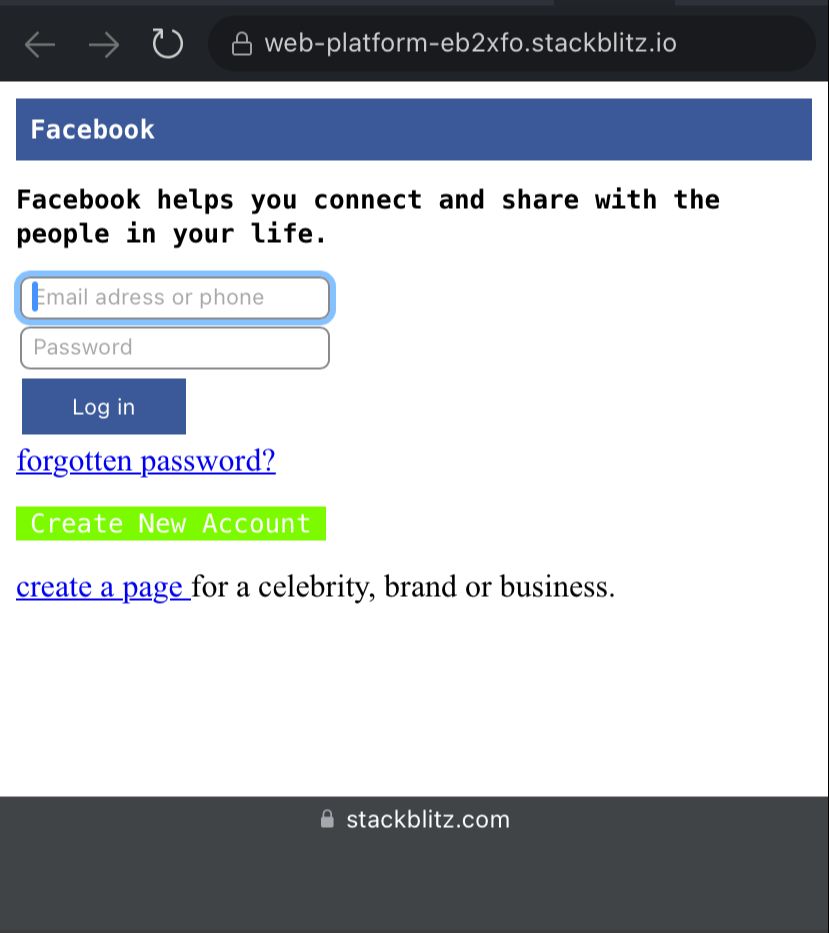 web-platform-eb2xfo.stackblitz.io
Facebook
Facebook helps you connect and share with the
people in your life.
Email adress or phone
Password
Log in
forgotten password?
Create New Account
create a page for a celebrity, brand or business.
stackblitz.com